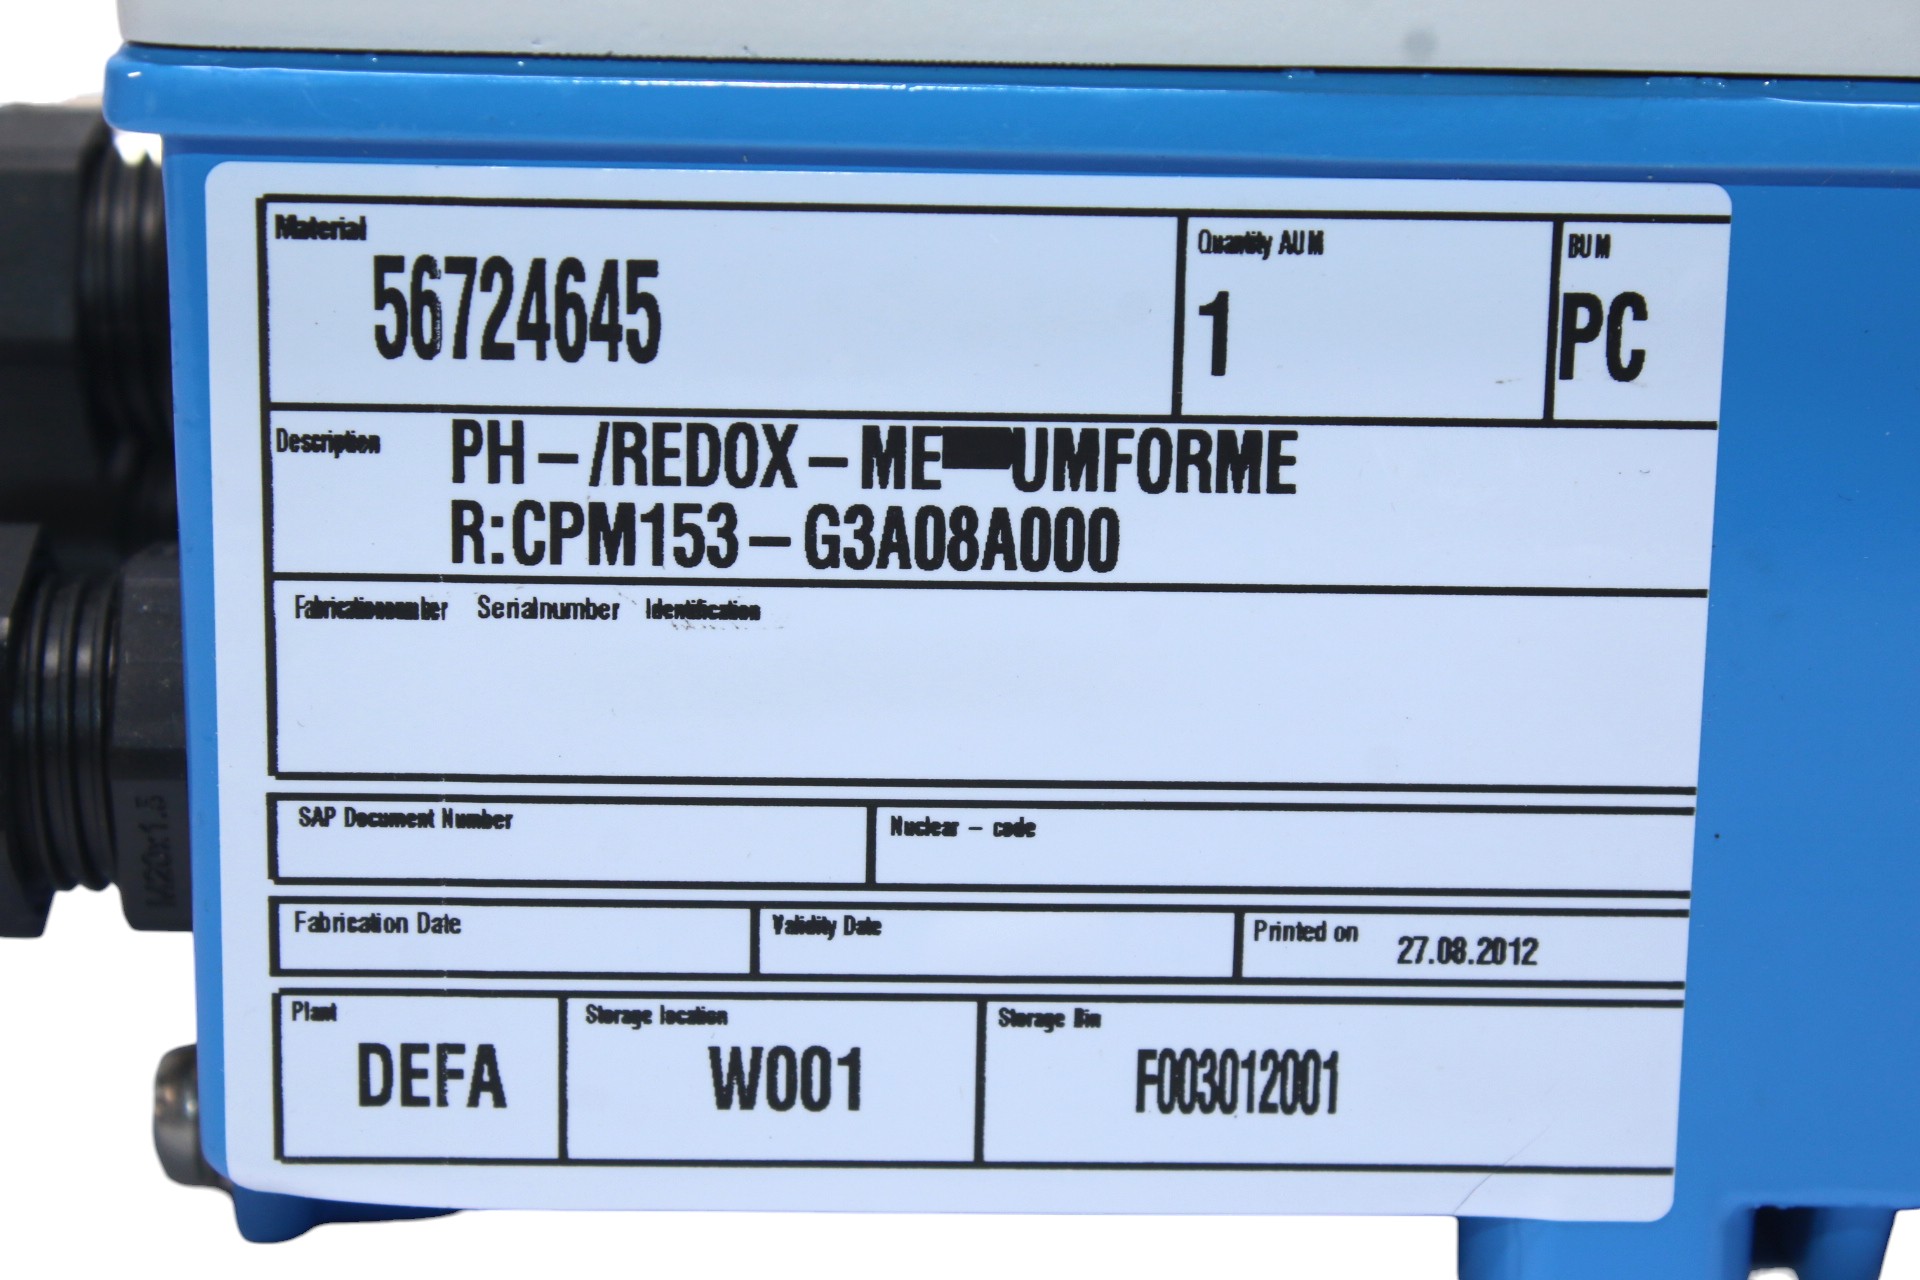 Material
56724645
Quantity AUM
1
BUM
PC
Description
PH-/REDOX-ME UMFORME
R:CPM153-G3A08A000
Fabricationnumber Serialnumber Identification
SAP Document Number
Nuclear - code
Fabrication Date
Validity Date
Printed on 27.08.2012
Plant
DEFA
Storage location
W001
Storage Bin
F003012001
M20x1.5